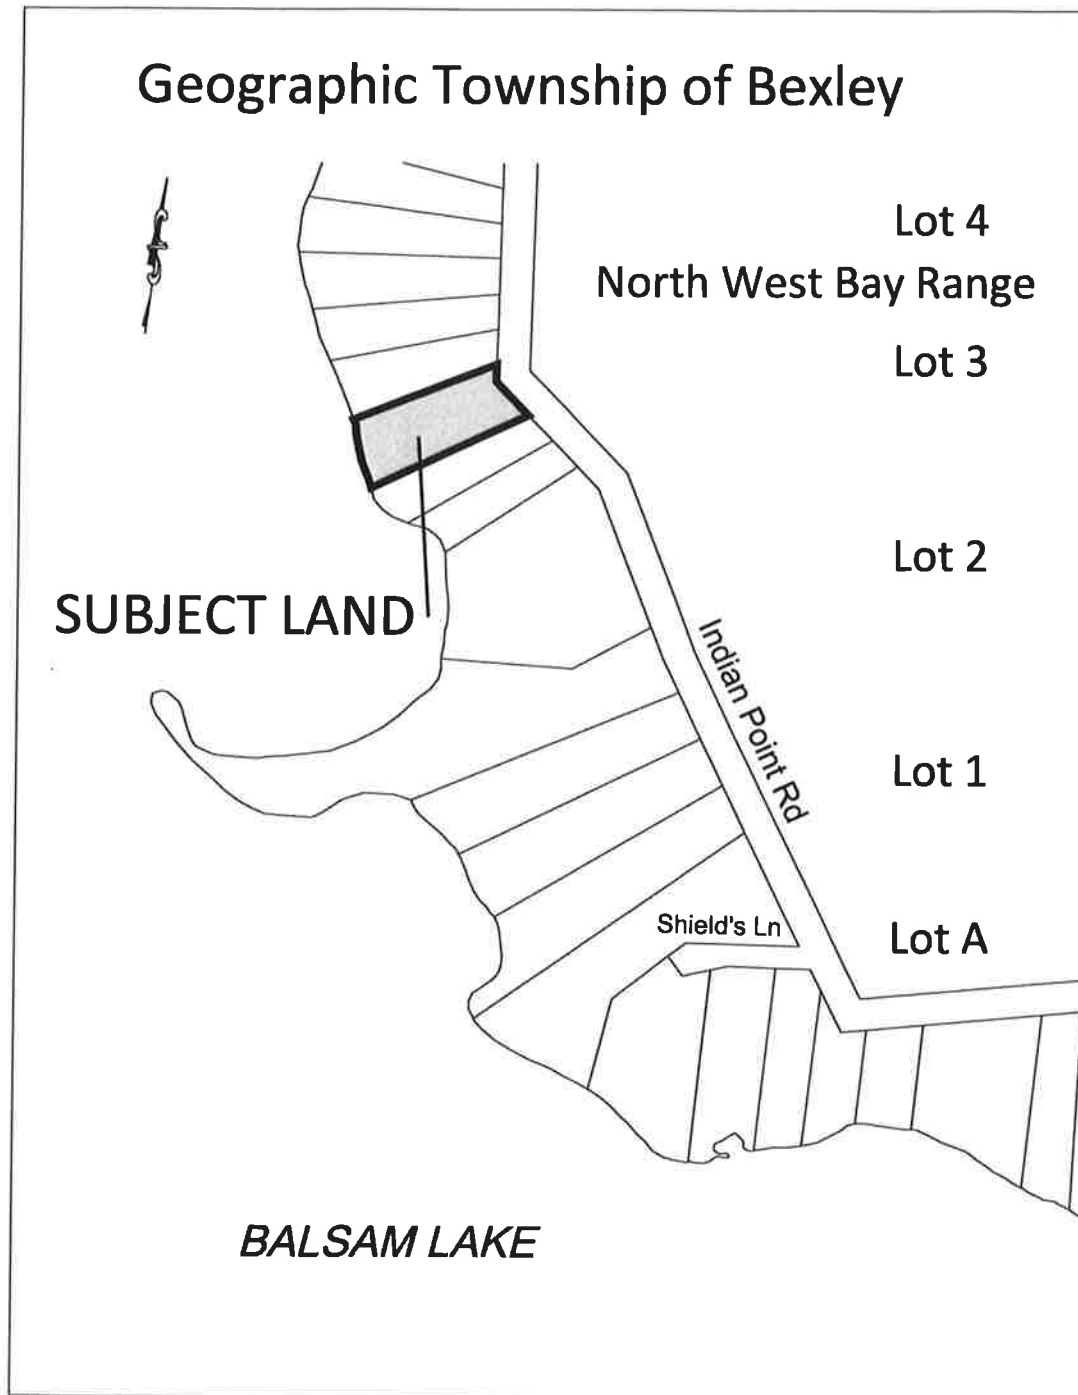 Geographic Township of Bexley
Lot 4
North West Bay Range
Lot 3
Lot 2
SUBJECT LAND
Indian Point Rd
Lot 1
Shield's Ln
Lot A
BALSAM LAKE